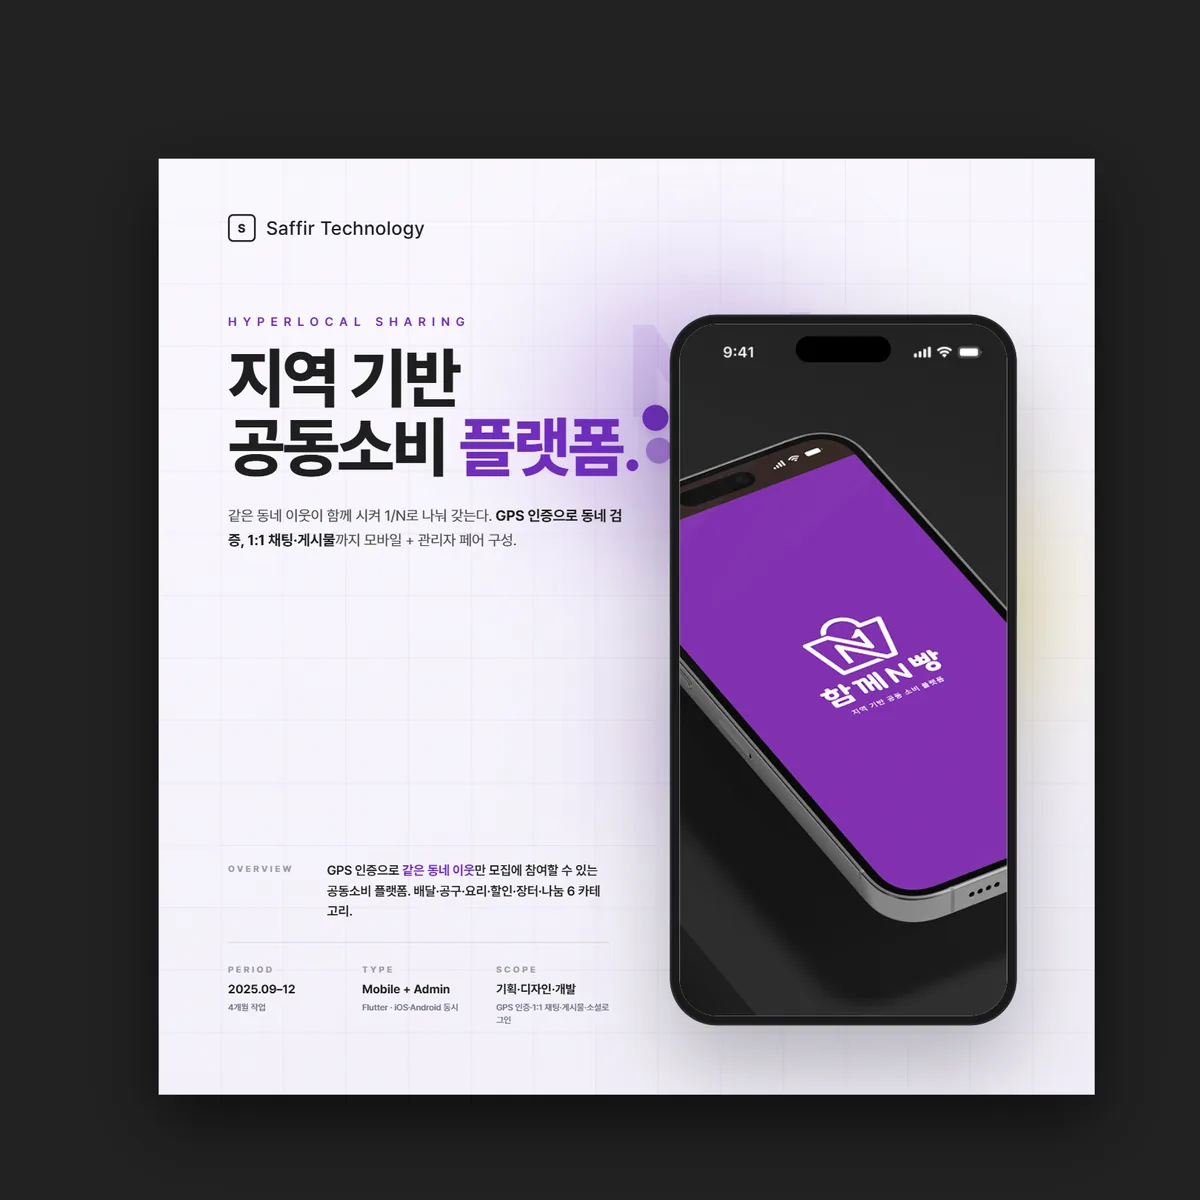 S Saffir Technology
HYPERLOCAL SHARING
지역 기반
공동소비 플랫폼.
같은 동네 이웃이 함께 시켜 1/N로 나눠 갖는다. GPS 인증으로 동네 검
증, 1:1 채팅·게시물까지 모바일 + 관리자 페어 구성.
9:41
N
함께 N 빵
지역 기반 공동 소비 플랫폼
OVERVIEW
GPS 인증으로 같은 동네 이웃만 모집에 참여할 수 있는
공동소비 플랫폼. 배달·공구·요리·할인·장터·나눔 6 카테
고리.
PERIOD
2025.09–12
4개월 작업
TYPE
Mobile + Admin
Flutter · iOS·Android 동시
SCOPE
기획·디자인·개발
GPS 인증·1:1 채팅·게시물·소셜로
그인